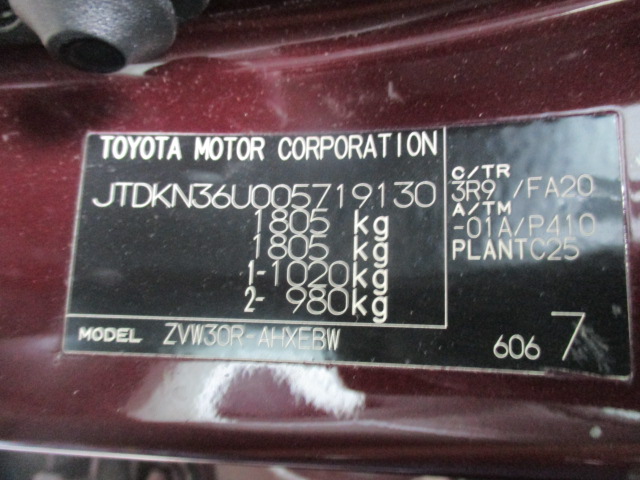 TOYOTA MOTOR CORPORATION
JTDKN36U005719130
1805 kg
1805 kg
1-1020kg
2- 980kg
C/TR
3R9 /FA20
A/TM
-01A/P410
PLANTC25
MODEL ZVW30R-AHXEBW
606 7